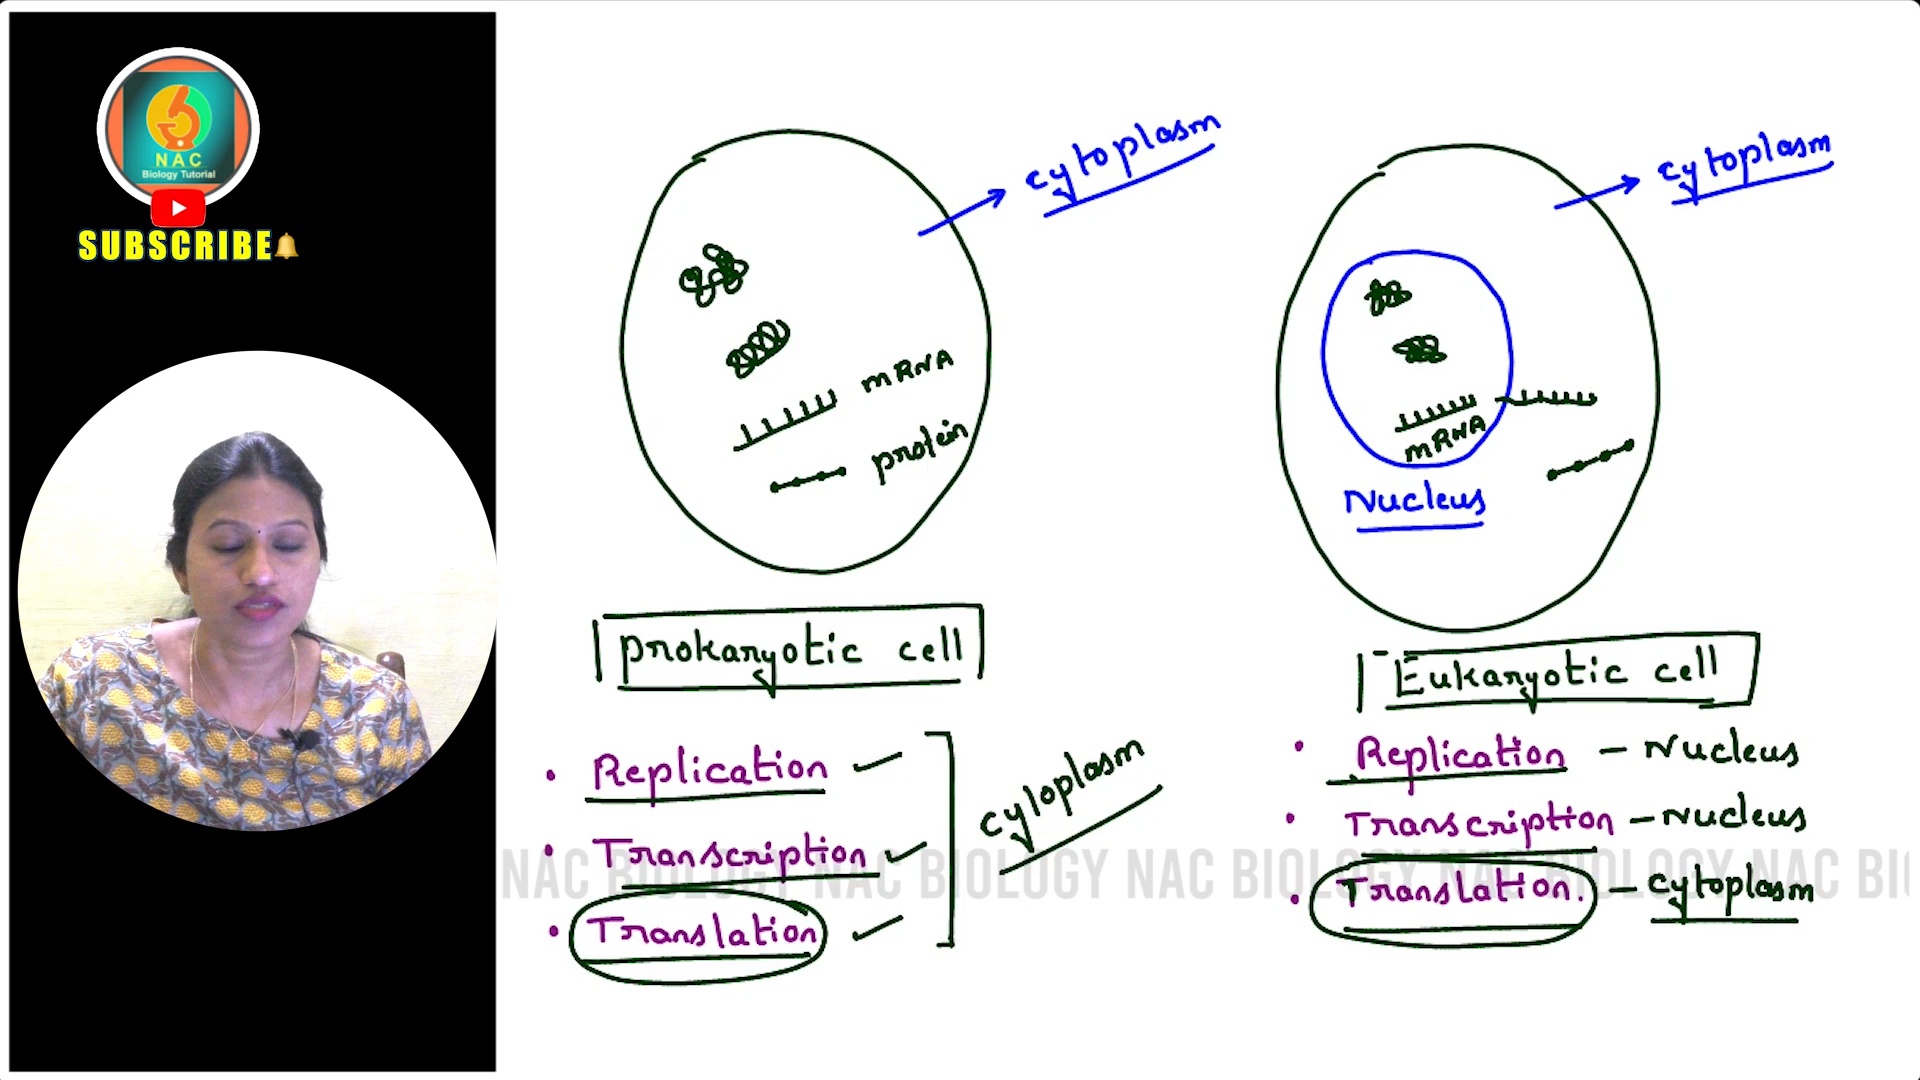 NAC
Biology Tutorial
SUBSCRIBE
cytoplasm
mRNA
protein
prokaryotic cell
• Replication ✓
• Transcription ✓
• Translation ✓
cytoplasm
cytoplasm
mRNA
Nucleus
Eukaryotic cell
• Replication – Nucleus
• Transcription – Nucleus
• Translation. – cytoplasm
NAC BIOLOGY NAC BIOLOGY NAC BIOLOGY NAC BIOLOGY NAC BI